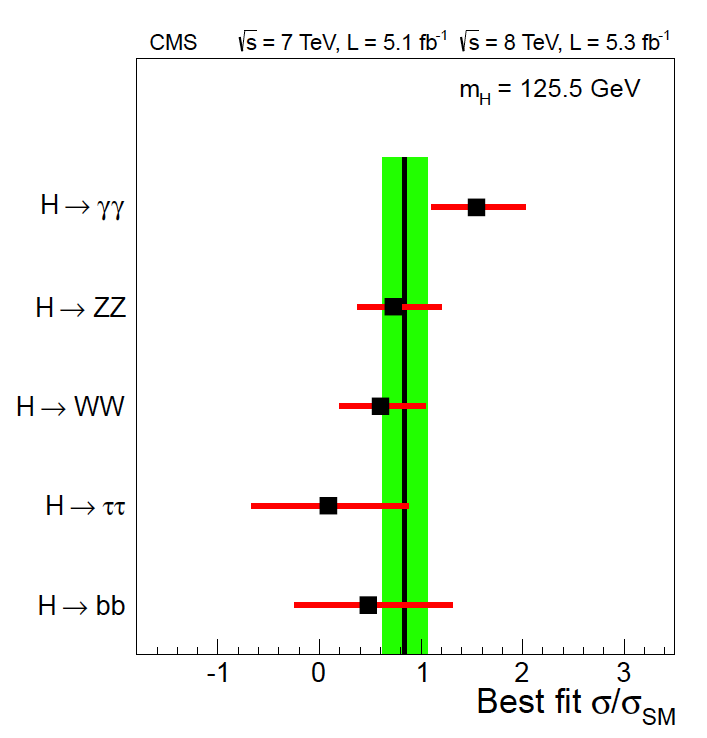 CMS √s = 7 TeV, L = 5.1 fb⁻¹ √s = 8 TeV, L = 5.3 fb⁻¹
m_H = 125.5 GeV
H → γγ
H → ZZ
H → WW
H → ττ
H → bb
-1 0 1 2 3
Best fit σ/σ_SM